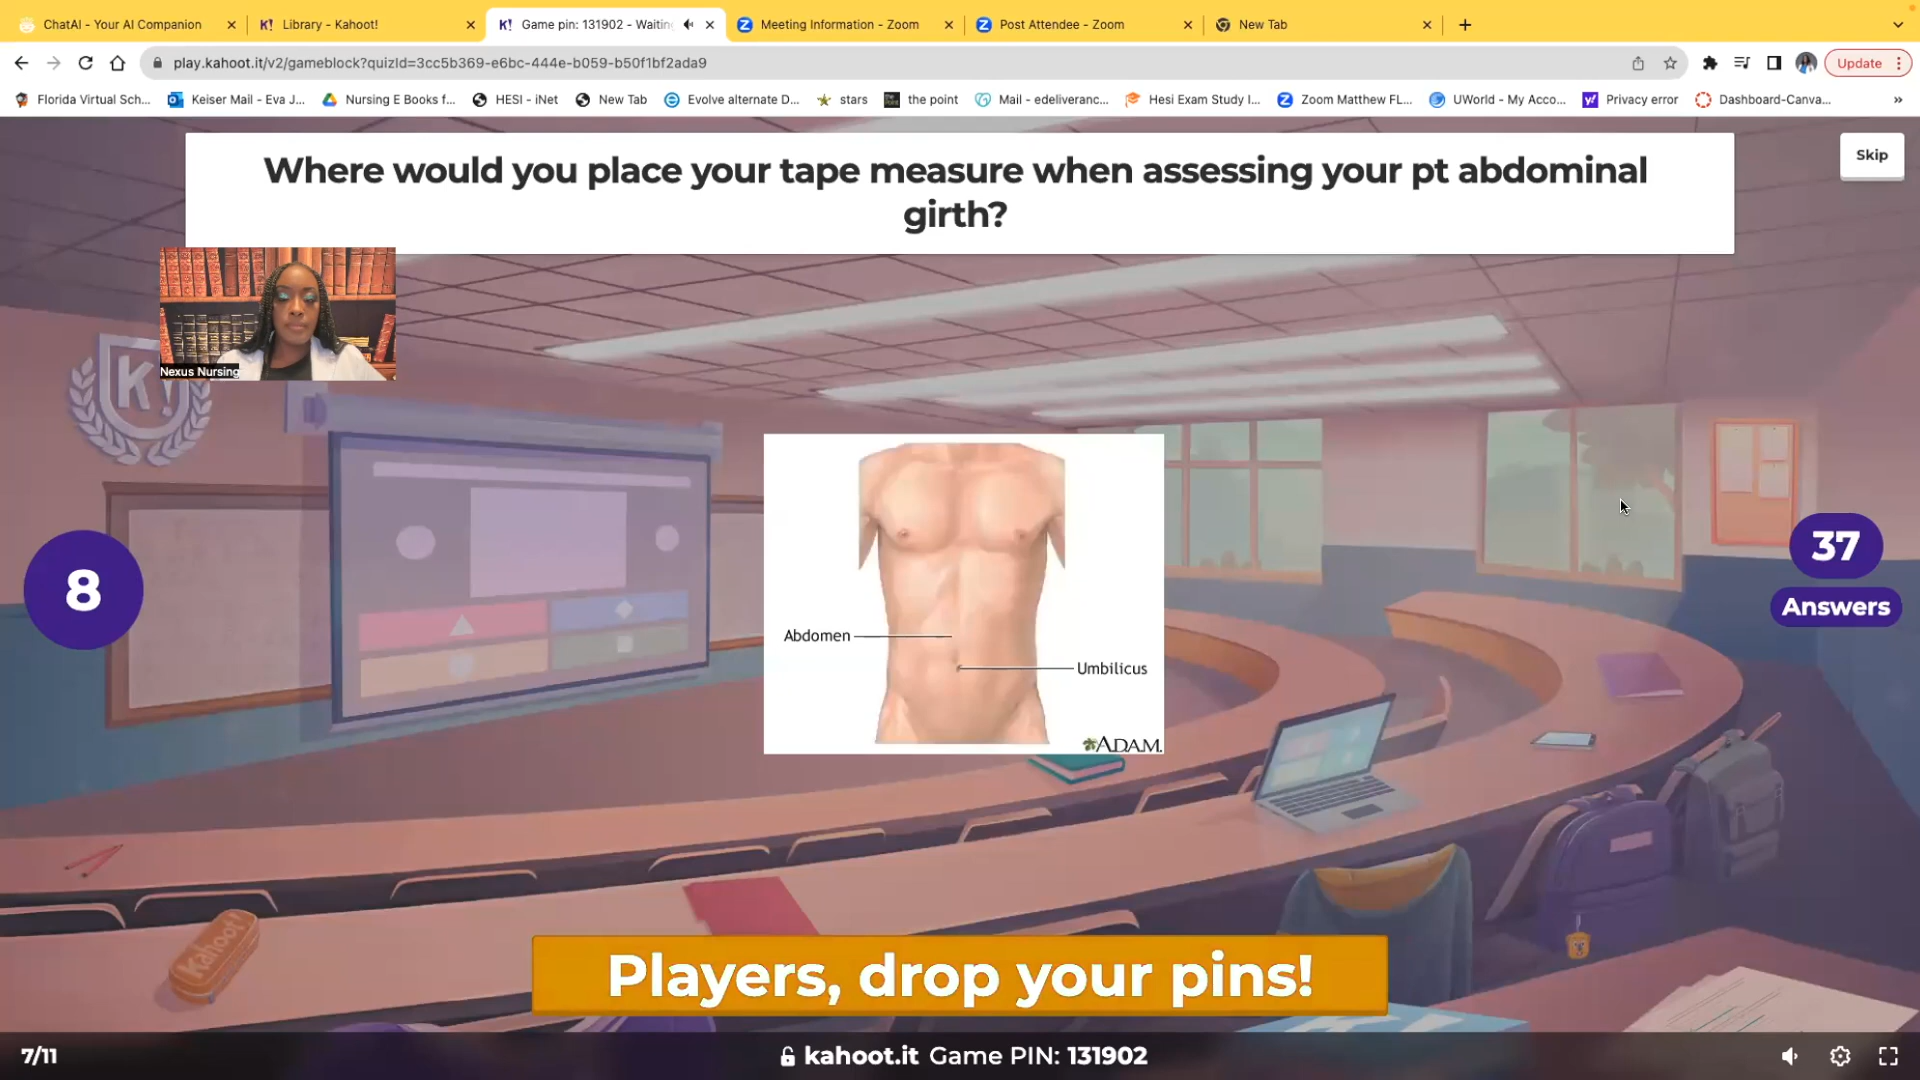 ChatAI - Your AI Companion
Library - Kahoot!
Game pin: 131902 - Waitin
Meeting Information - Zoom
Post Attendee - Zoom
New Tab
play.kahoot.it/v2/gameblock?quizId=3cc5b369-e6bc-444e-b059-b50f1bf2ada9
Update
Florida Virtual Sch...
Keiser Mail - Eva J...
Nursing E Books f...
HESI - iNet
New Tab
Evolve alternate D...
stars
the point
Mail - edeliveranc...
Hesi Exam Study I...
Zoom Matthew FL...
UWorld - My Acco...
Privacy error
Dashboard-Canva...
»
Where would you place your tape measure when assessing your pt abdominal
girth?
Skip
K!
Nexus Nursing
8
37
Answers
Abdomen
Umbilicus
ADAM.
Kahoot!
Players, drop your pins!
7/11
kahoot.it Game PIN: 131902